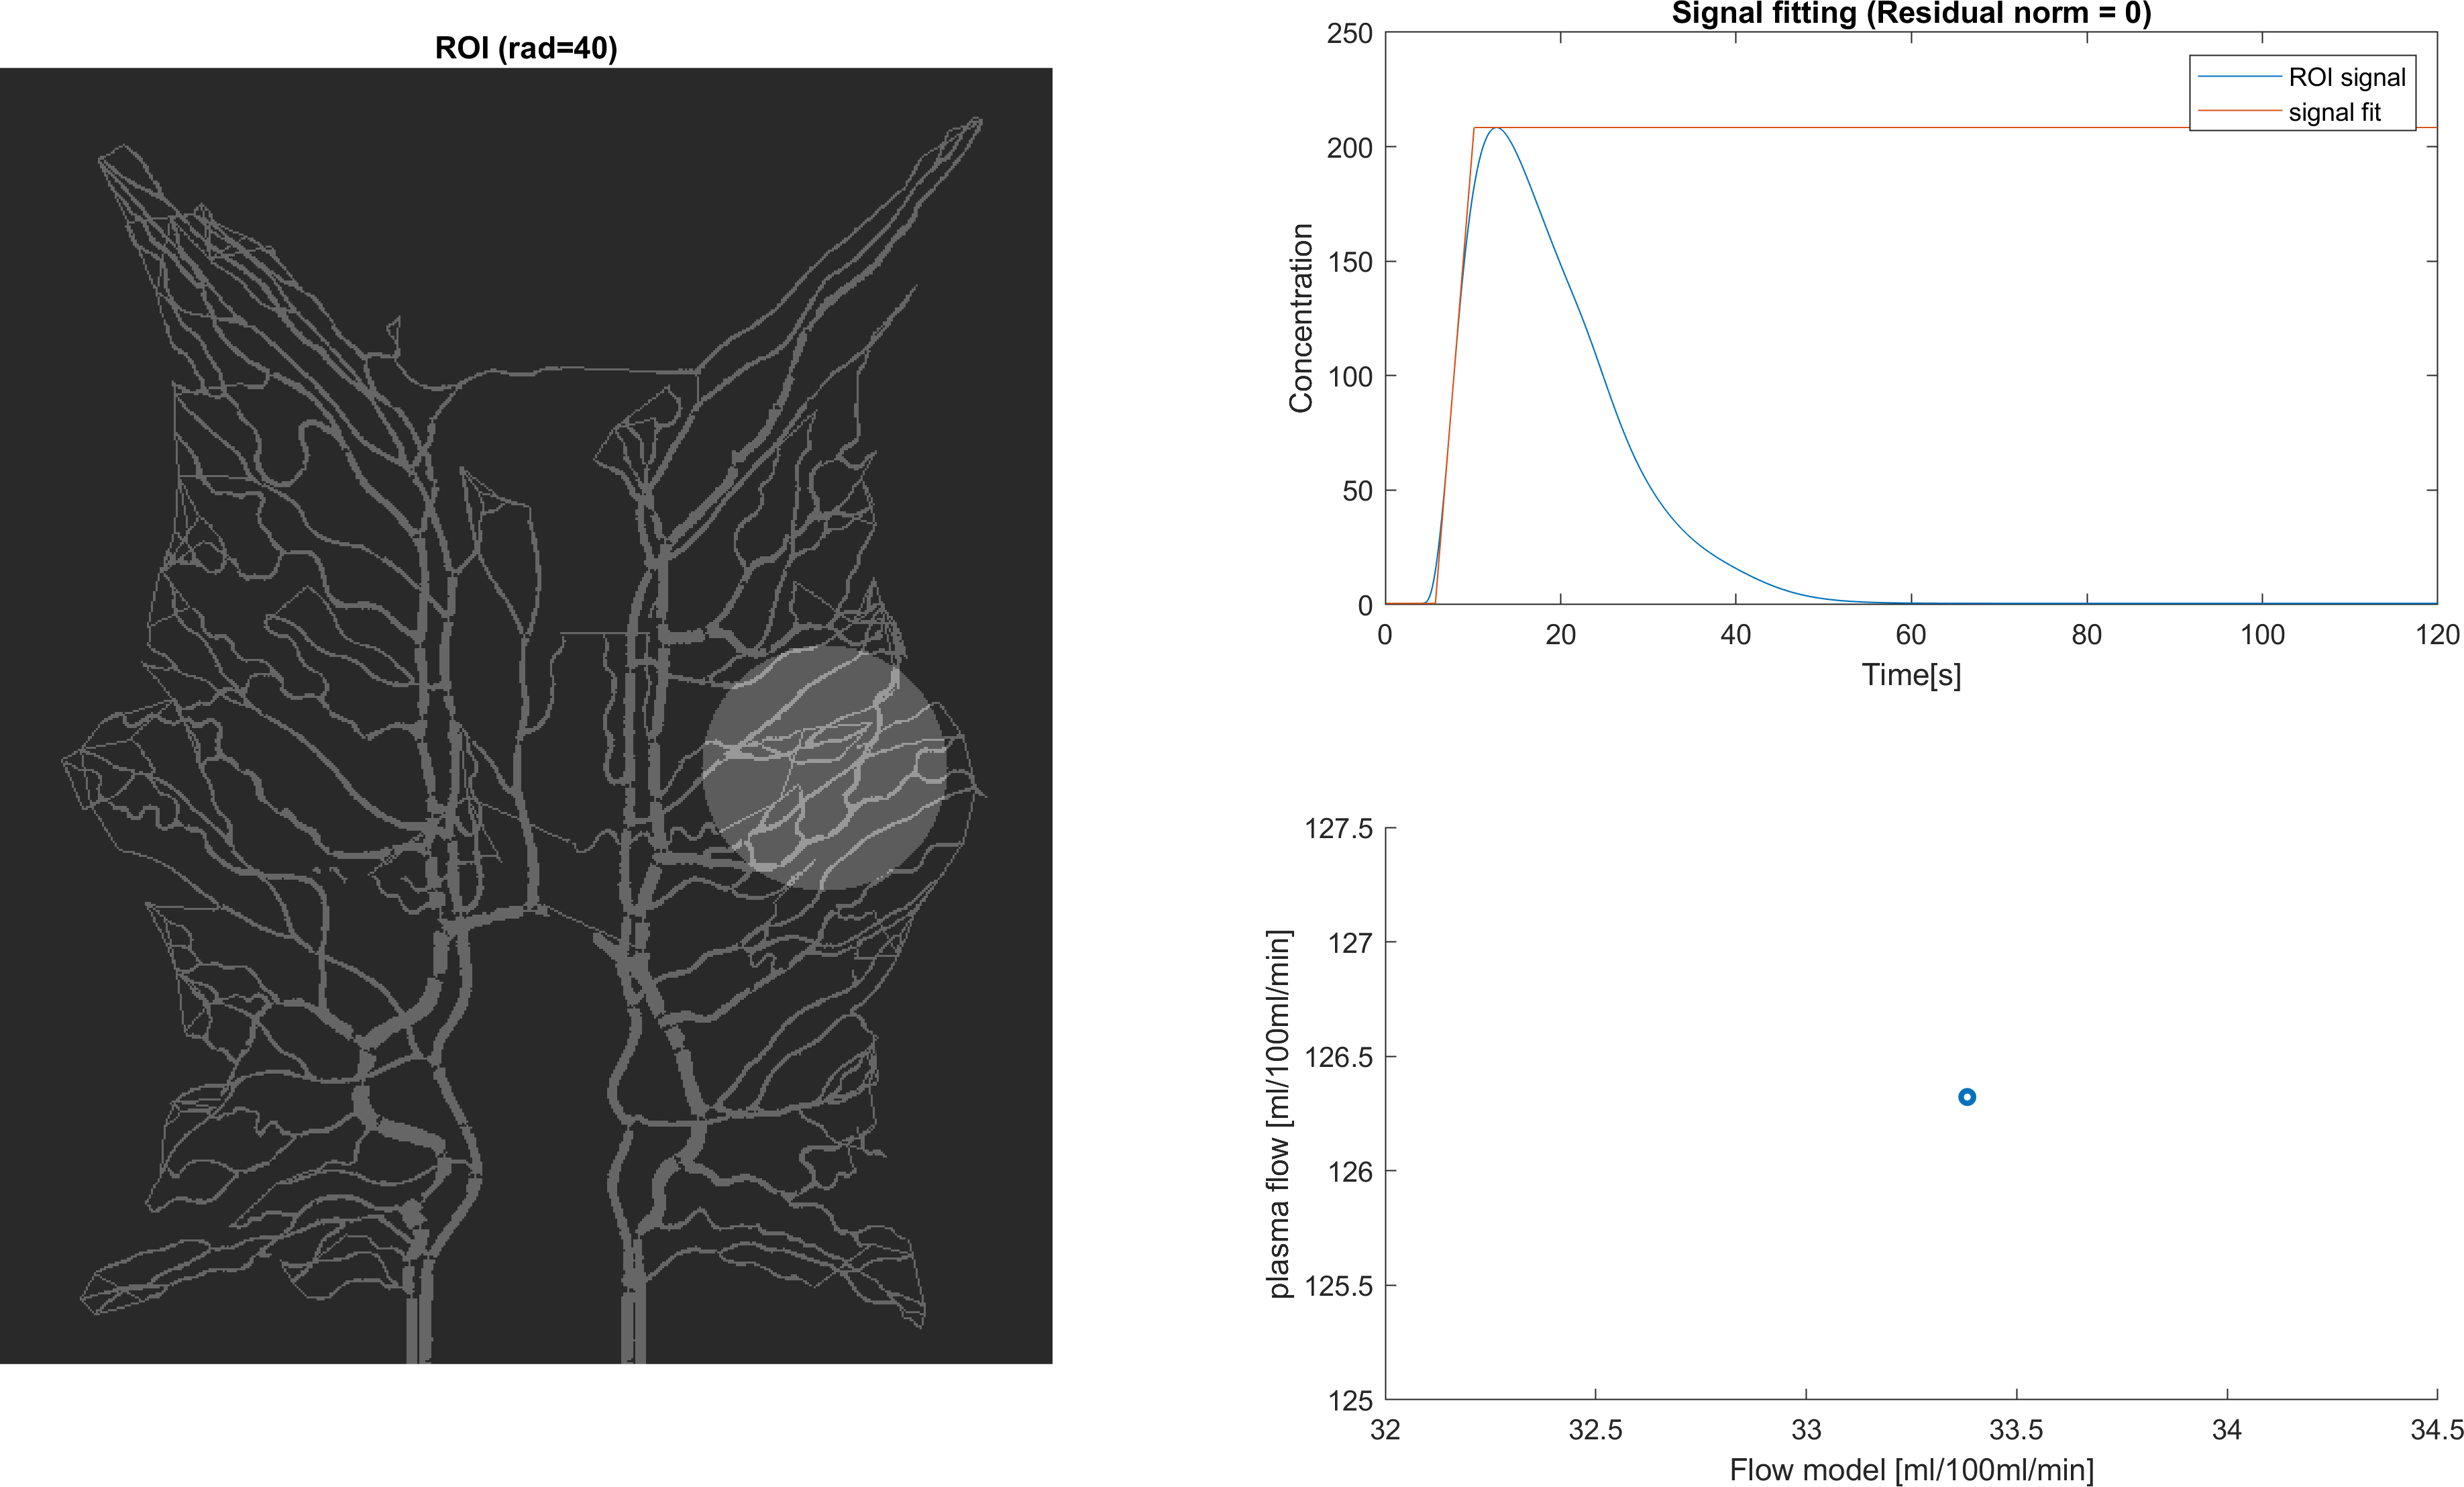 ROI (rad=40)
Signal fitting (Residual norm = 0)
250
200
150
100
50
0
Concentration
ROI signal
signal fit
0 20 40 60 80 100 120
Time[s]
127.5
127
126.5
126
125.5
125
plasma flow [ml/100ml/min]
32 32.5 33 33.5 34 34.5
Flow model [ml/100ml/min]